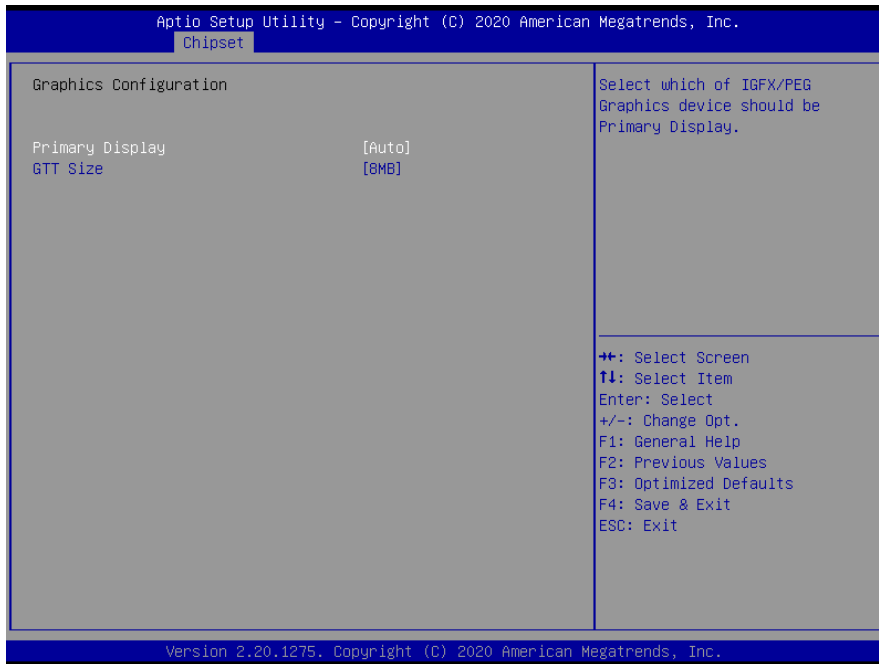 Aptio Setup Utility – Copyright (C) 2020 American Megatrends, Inc.
Chipset
Graphics Configuration
Primary Display [Auto]
GTT Size [8MB]
Select which of IGFX/PEG
Graphics device should be
Primary Display.
→←: Select Screen
↑↓: Select Item
Enter: Select
+/-: Change Opt.
F1: General Help
F2: Previous Values
F3: Optimized Defaults
F4: Save & Exit
ESC: Exit
Version 2.20.1275. Copyright (C) 2020 American Megatrends, Inc.